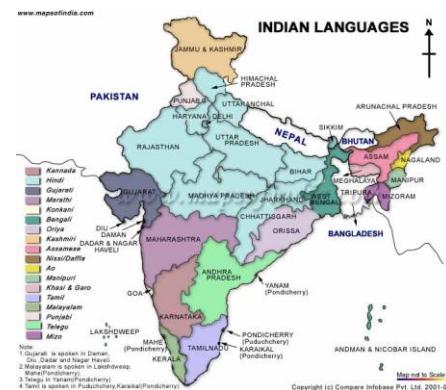 www.mapsofindia.com
INDIAN LANGUAGES
N
JAMMU & KASHMIR
HIMACHAL
PRADESH
PAKISTAN
PUNJAB
UTTARANCHAL
HARYANA
DELHI
ARUNACHAL PRADESH
SIKKIM
NEPAL
BHUTAN
RAJASTHAN
UTTAR
PRADESH
ASSAM
NAGALAND
BIHAR
MEGHALAYA
MANIPUR
GUJARAT
MADHYA PRADESH
JHARKHAND
WEST
BENGAL
TRIPURA
MIZORAM
CHHATTISGARH
BANGLADESH
DIU
DAMAN
DADAR & NAGAR
HAVELI
ORISSA
MAHARASHTRA
ANDHRA
PRADESH
YANAM
(Pondicherry)
GOA
KARNATAKA
LAKSHDWEEP
MAHE
(Pondicherry)
KERALA
TAMILNADU
PONDICHERRY
(Puduchcheri)
KARAIKAL
(Pondicherry)
ANDMAN & NICOBAR ISLAND
Kannada
Hindi
Gujarati
Marathi
Konkani
Bengali
Oriya
Kashmiri
Assamese
Nissi/Daffla
Ao
Manipuri
Khasi & Garo
Tamil
Malayalam
Punjabi
Telegu
Mizo
Note:
1.Gujarati is spoken in Daman,
Diu ,Dadar and Nagar Haveli.
2.Malayalam is spoken in Lakshdweep,
Mahe(Pondicherry)
3.Telegu in Yanam(Pondicherry)
4.Tamil is spoken in Puduchchery,Karaikal(Pondicherry)
Map not to Scale
Copyright (c) Compare Infobase Pvt. Ltd. 2001-